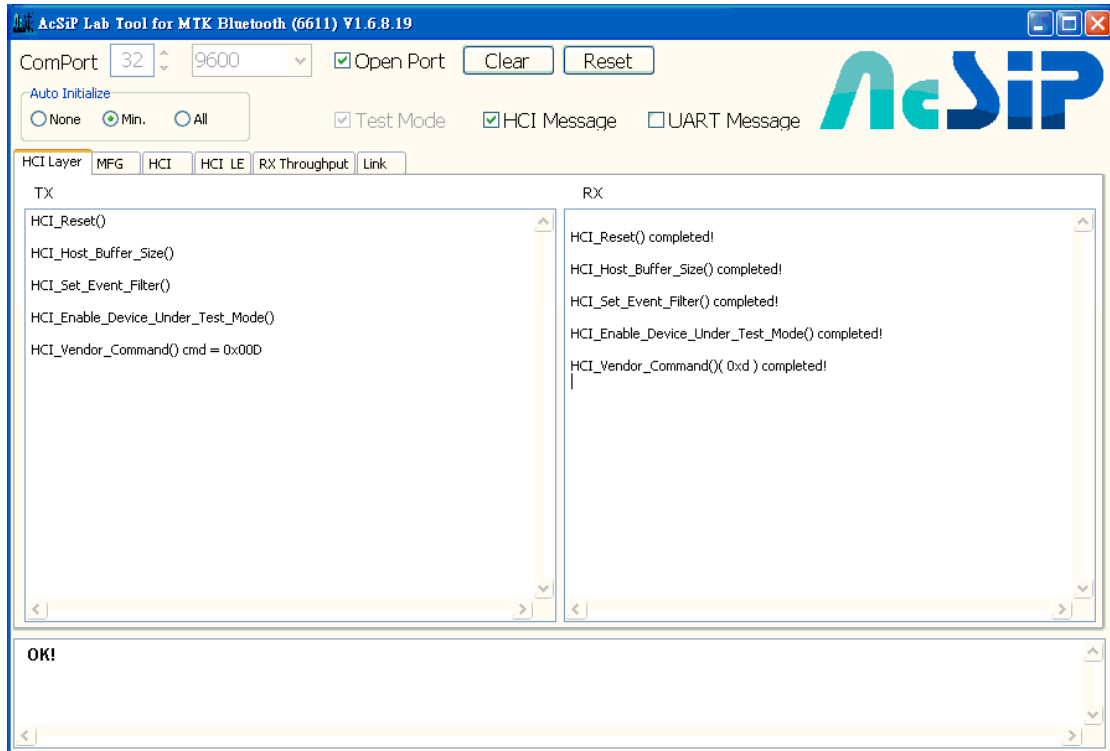 AcSiP Lab Tool for MTK Bluetooth (6611) V1.6.8.19
ComPort 32 9600 Open Port Clear Reset
Auto Initialize
None Min. All Test Mode HCI Message UART Message
AcSiP
HCI Layer MFG HCI HCI LE RX Throughput Link
TX
HCI_Reset()
HCI_Host_Buffer_Size()
HCI_Set_Event_Filter()
HCI_Enable_Device_Under_Test_Mode()
HCI_Vendor_Command() cmd = 0x00D
RX
HCI_Reset() completed!
HCI_Host_Buffer_Size() completed!
HCI_Set_Event_Filter() completed!
HCI_Enable_Device_Under_Test_Mode() completed!
HCI_Vendor_Command()( 0xd ) completed!
OK!